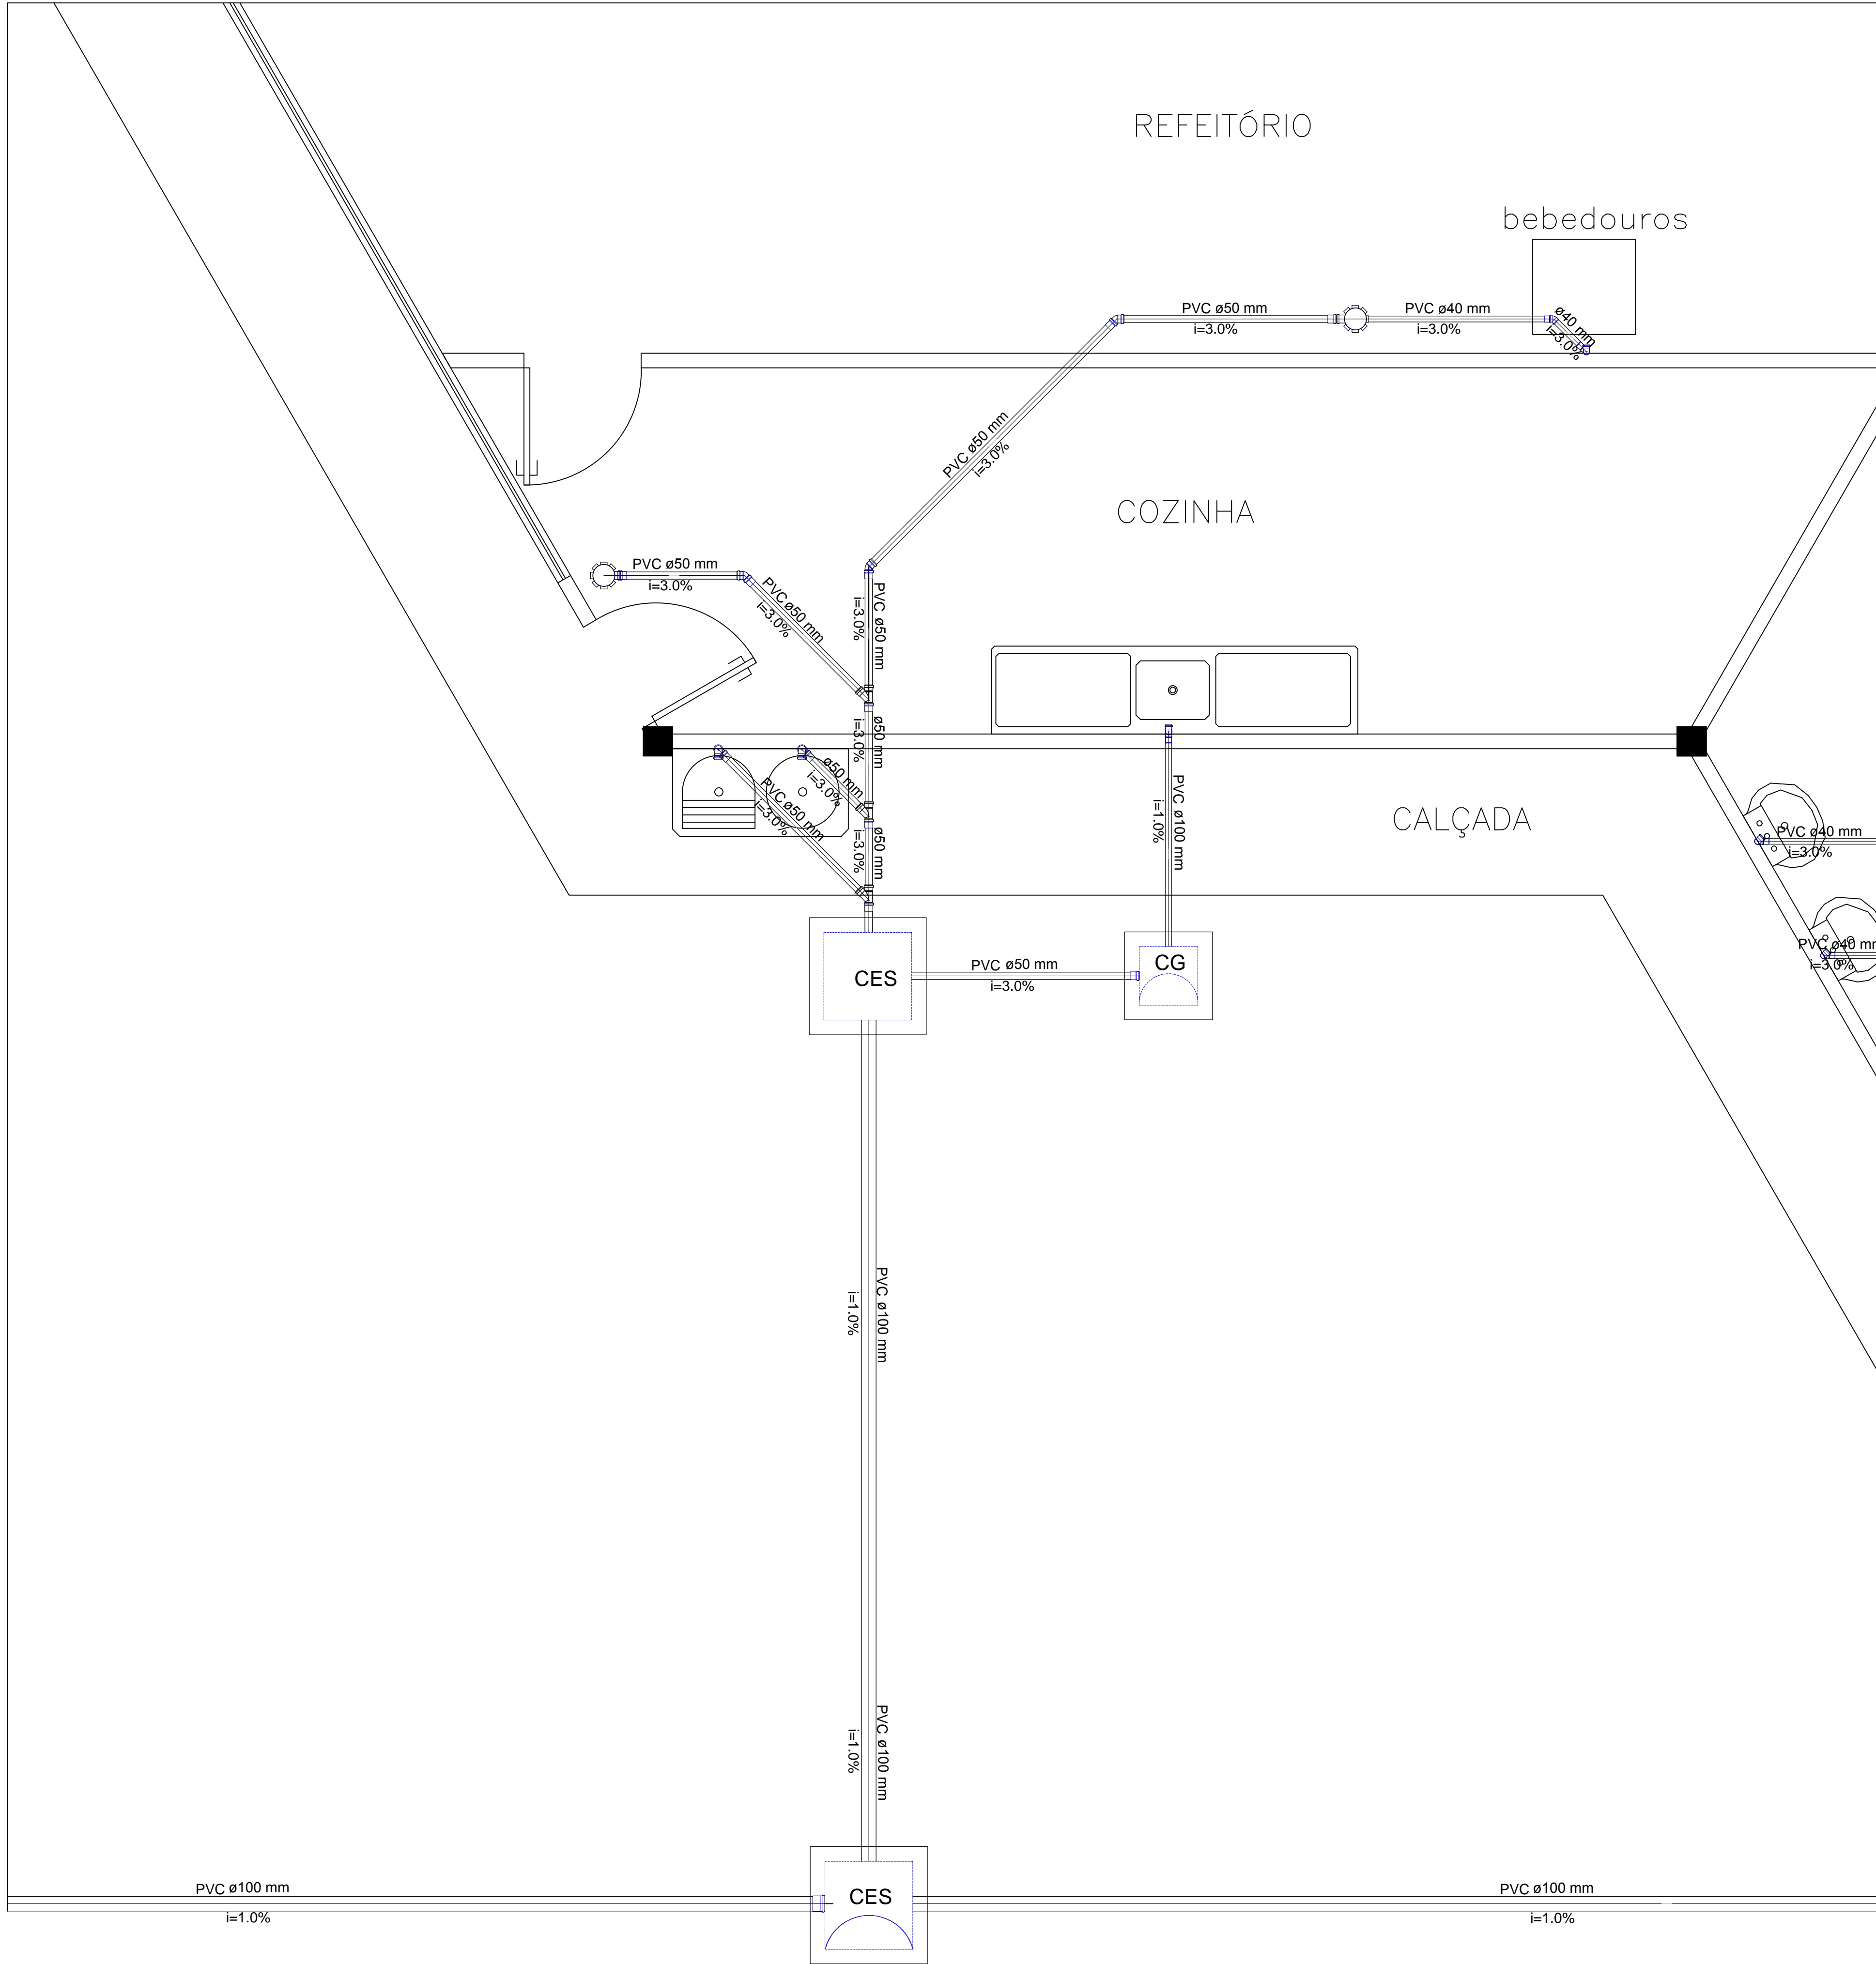 REFEITÓRIO
bebedouros
PVC ø50 mm
i=3.0%
PVC ø40 mm
i=3.0%
ø40 mm
i=3.0%
PVC ø50 mm
i=3.0%
COZINHA
PVC ø50 mm
i=3.0%
PVC ø50 mm
i=3.0%
PVC ø50 mm
i=3.0%
ø50 mm
i=3.0%
ø50 mm
i=3.0%
PVC ø50 mm
i=3.0%
ø50 mm
i=3.0%
PVC ø100 mm
i=1.0%
CALÇADA
PVC ø40 mm
i=3.0%
PVC ø40 mm
i=3.0%
CES
PVC ø50 mm
i=3.0%
CG
PVC ø100 mm
i=1.0%
PVC ø100 mm
i=1.0%
PVC ø100 mm
i=1.0%
CES
PVC ø100 mm
i=1.0%